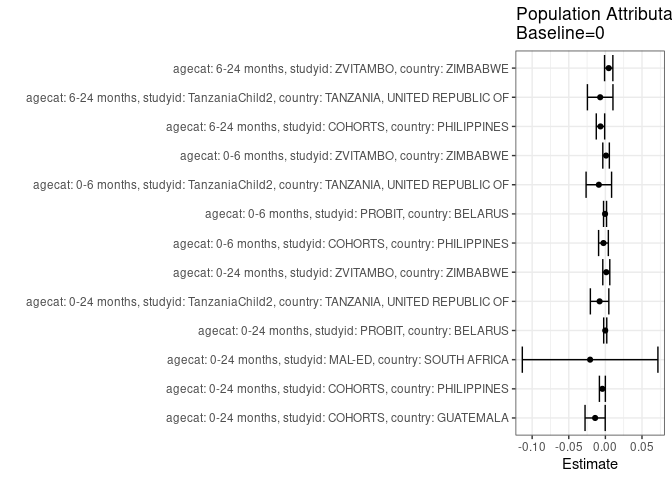 Population Attributa
Baseline=0
agecat: 6-24 months, studyid: ZVITAMBO, country: ZIMBABWE
agecat: 6-24 months, studyid: TanzaniaChild2, country: TANZANIA, UNITED REPUBLIC OF
agecat: 6-24 months, studyid: COHORTS, country: PHILIPPINES
agecat: 0-6 months, studyid: ZVITAMBO, country: ZIMBABWE
agecat: 0-6 months, studyid: TanzaniaChild2, country: TANZANIA, UNITED REPUBLIC OF
agecat: 0-6 months, studyid: PROBIT, country: BELARUS
agecat: 0-6 months, studyid: COHORTS, country: PHILIPPINES
agecat: 0-24 months, studyid: ZVITAMBO, country: ZIMBABWE
agecat: 0-24 months, studyid: TanzaniaChild2, country: TANZANIA, UNITED REPUBLIC OF
agecat: 0-24 months, studyid: PROBIT, country: BELARUS
agecat: 0-24 months, studyid: MAL-ED, country: SOUTH AFRICA
agecat: 0-24 months, studyid: COHORTS, country: PHILIPPINES
agecat: 0-24 months, studyid: COHORTS, country: GUATEMALA
-0.10 -0.05 0.00 0.05
Estimate